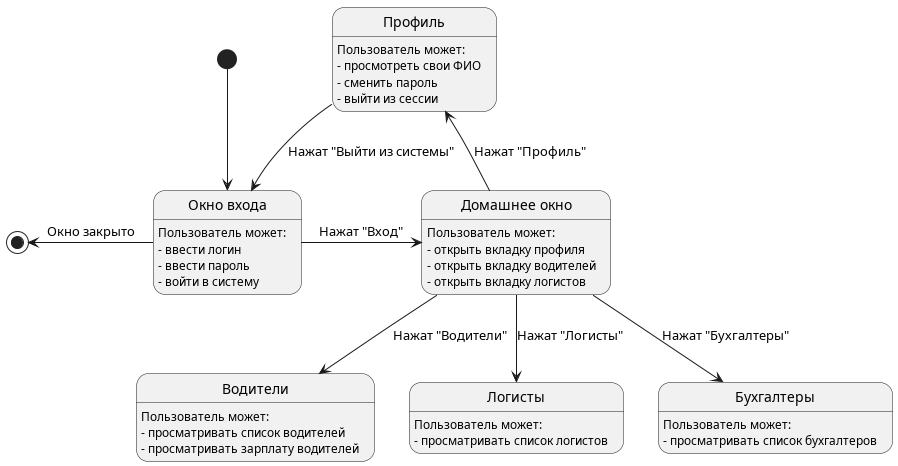 Профиль
Пользователь может:
- просмотреть свои ФИО
- сменить пароль
- выйти из сессии
Нажат "Выйти из системы"
Нажат "Профиль"
Окно входа
Пользователь может:
- ввести логин
- ввести пароль
- войти в систему
Домашнее окно
Пользователь может:
- открыть вкладку профиля
- открыть вкладку водителей
- открыть вкладку логистов
Окно закрыто
Нажат "Вход"
Нажат "Водители"
Нажат "Логисты"
Нажат "Бухгалтеры"
Водители
Пользователь может:
- просматривать список водителей
- просматривать зарплату водителей
Логисты
Пользователь может:
- просматривать список логистов
Бухгалтеры
Пользователь может:
- просматривать список бухгалтеров